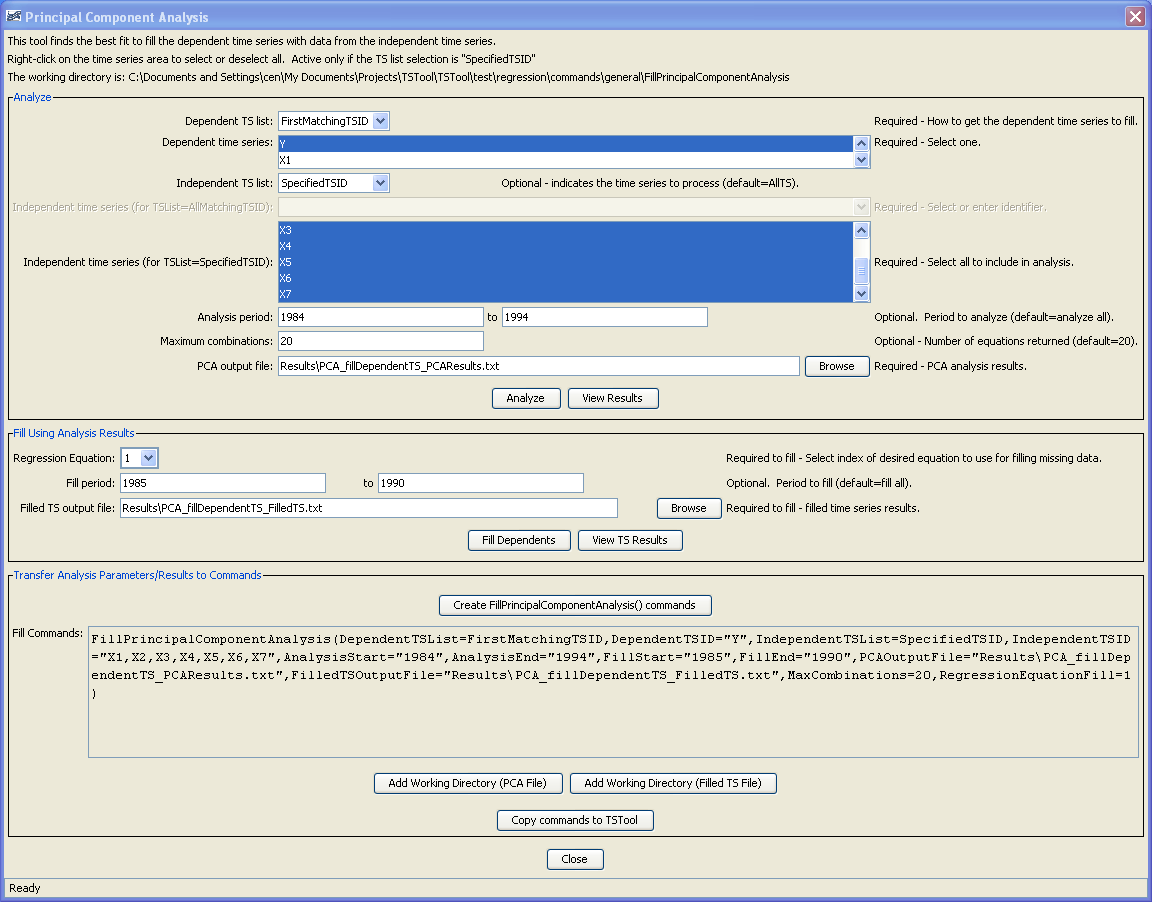 Principal Component Analysis
This tool finds the best fit to fill the dependent time series with data from the independent time series.
Right-click on the time series area to select or deselect all.  Active only if the TS list selection is "SpecifiedTSID"
The working directory is: C:\Documents and Settings\cen\My Documents\Projects\TSTool\TSTool\test\regression\commands\general\FillPrincipalComponentAnalysis
Analyze
Dependent TS list: FirstMatchingTSID Required - How to get the dependent time series to fill.
Dependent time series: Y Required - Select one.
X1
Independent TS list: SpecifiedTSID Optional - indicates the time series to process (default=AllTS).
Independent time series (for TSList=AllMatchingTSID): Required - Select or enter identifier.
X3
X4
Independent time series (for TSList=SpecifiedTSID): X5 Required - Select all to include in analysis.
X6
X7
Analysis period: 1984 to 1994 Optional.  Period to analyze (default=analyze all).
Maximum combinations: 20 Optional - Number of equations returned (default=20).
PCA output file: Results\PCA_fillDependentTS_PCAResults.txt Browse Required - PCA analysis results.
Analyze View Results
Fill Using Analysis Results
Regression Equation: 1 Required to fill - Select index of desired equation to use for filling missing data.
Fill period: 1985 to 1990 Optional.  Period to fill (default=fill all).
Filled TS output file: Results\PCA_fillDependentTS_FilledTS.txt Browse Required to fill - filled time series results.
Fill Dependents View TS Results
Transfer Analysis Parameters/Results to Commands
Create FillPrincipalComponentAnalysis() commands
Fill Commands: FillPrincipalComponentAnalysis(DependentTSList=FirstMatchingTSID,DependentTSID="Y",IndependentTSList=SpecifiedTSID,IndependentTSID
="X1,X2,X3,X4,X5,X6,X7",AnalysisStart="1984",AnalysisEnd="1994",FillStart="1985",FillEnd="1990",PCAOutputFile="Results\PCA_fillDep
endentTS_PCAResults.txt",FilledTSOutputFile="Results\PCA_fillDependentTS_FilledTS.txt",MaxCombinations=20,RegressionEquationFill=1
)
Add Working Directory (PCA File) Add Working Directory (Filled TS File)
Copy commands to TSTool
Close
Ready